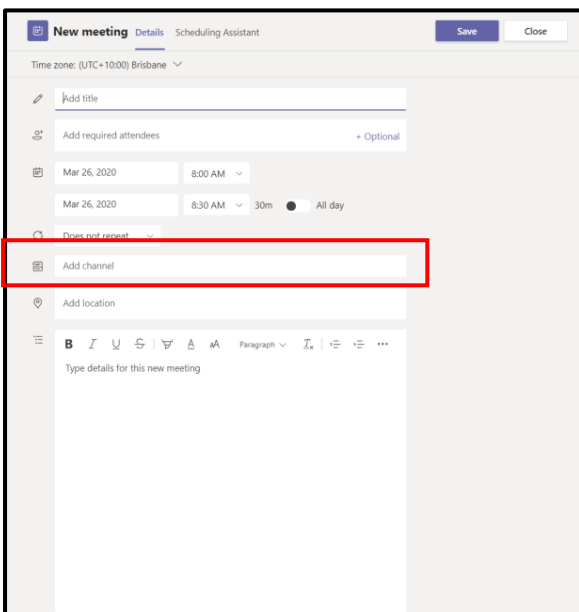 New meeting Details Scheduling Assistant Save Close
Time zone: (UTC+10:00) Brisbane
Add title
Add required attendees + Optional
Mar 26, 2020 8:00 AM
Mar 26, 2020 8:30 AM 30m All day
Does not repeat
Add channel
Add location
B I U S A AA Paragraph Tx
Type details for this new meeting